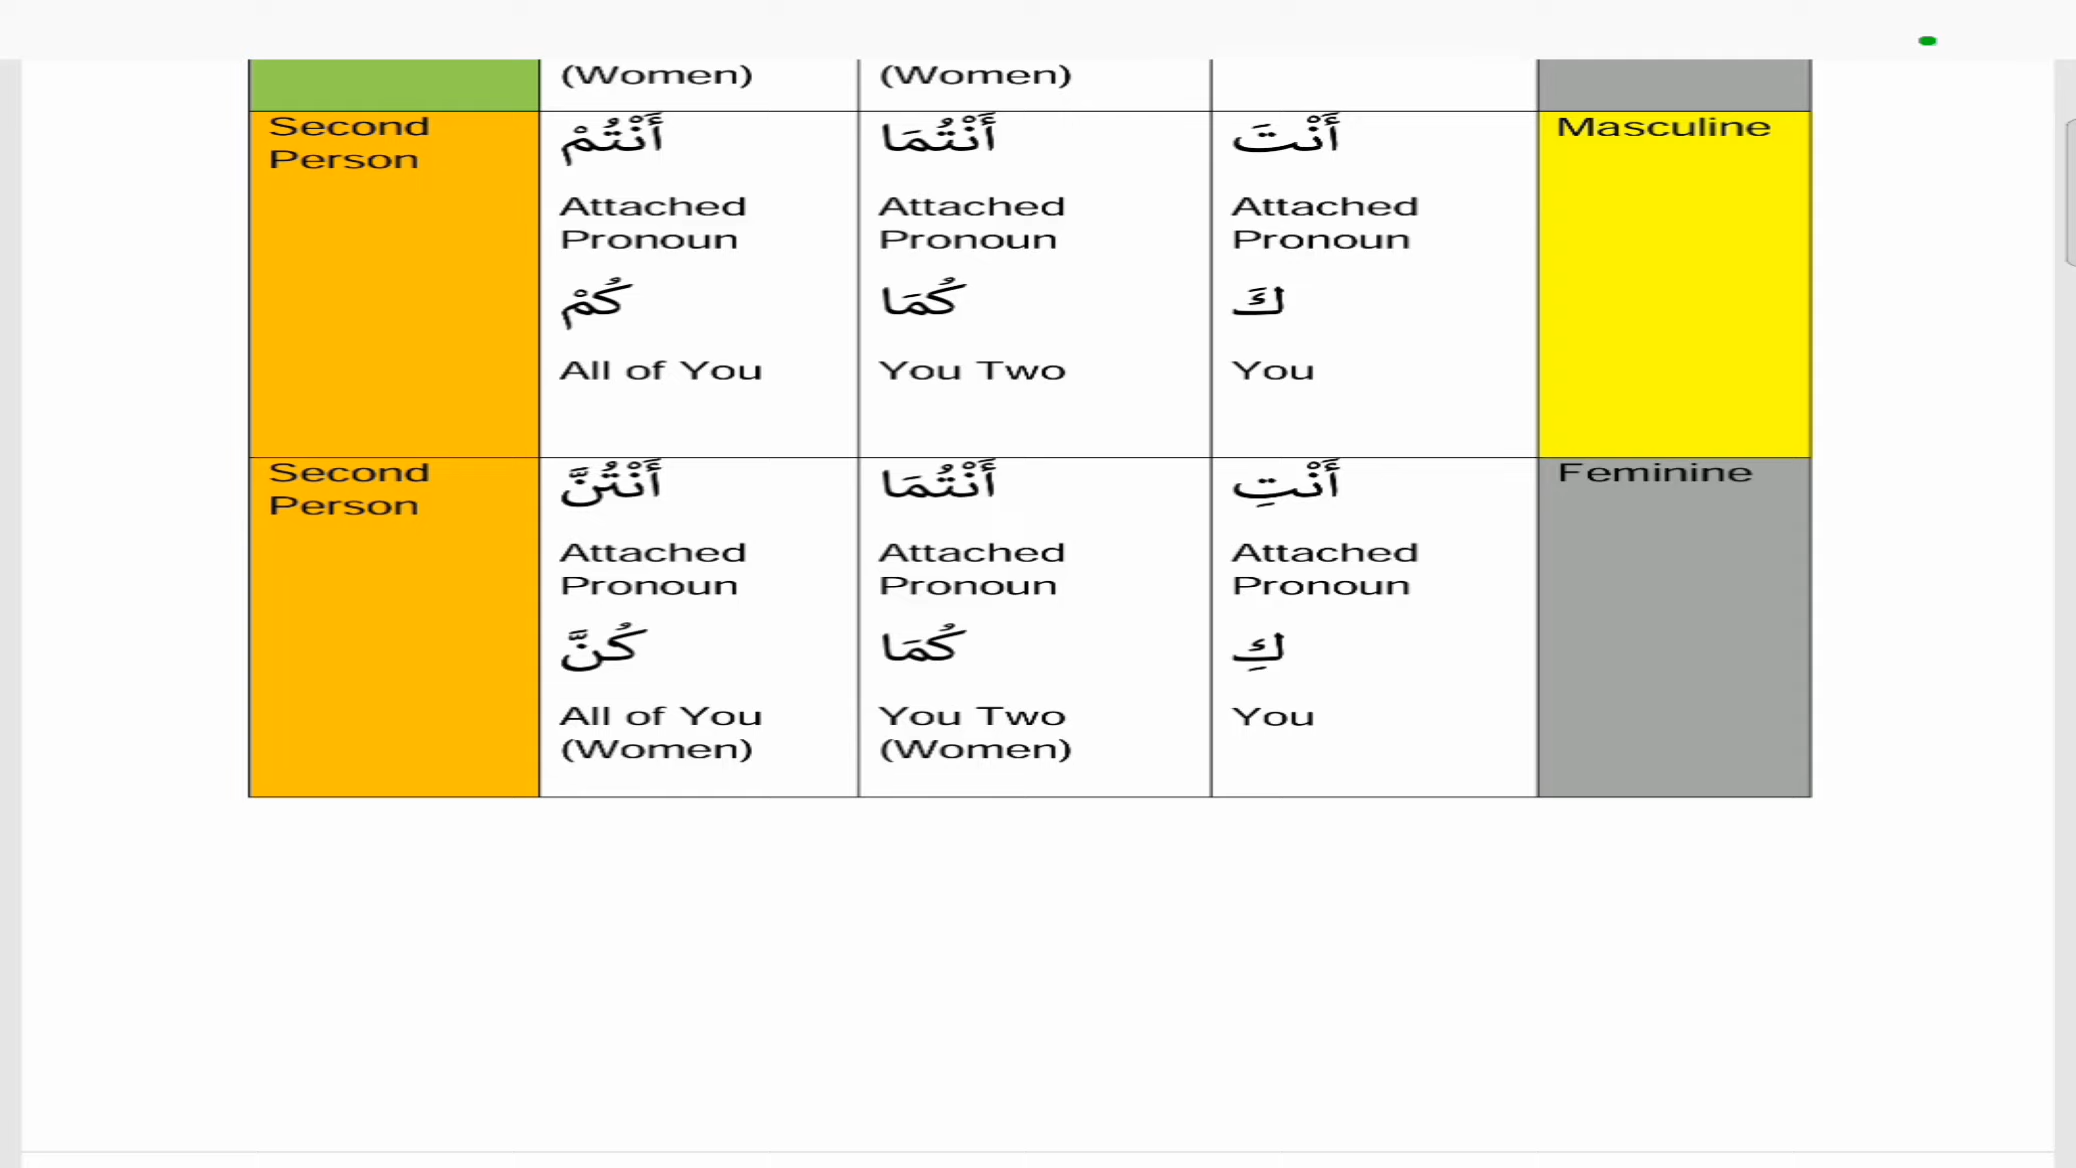 (Women)
(Women)
Second
Person
أَنْتُمْ
Attached
Pronoun
كُمْ
All of You
أَنْتُمَا
Attached
Pronoun
كُمَا
You Two
أَنْتَ
Attached
Pronoun
كَ
You
Masculine
Second
Person
أَنْتُنَّ
Attached
Pronoun
كُنَّ
All of You
(Women)
أَنْتُمَا
Attached
Pronoun
كُمَا
You Two
(Women)
أَنْتِ
Attached
Pronoun
كِ
You
Feminine